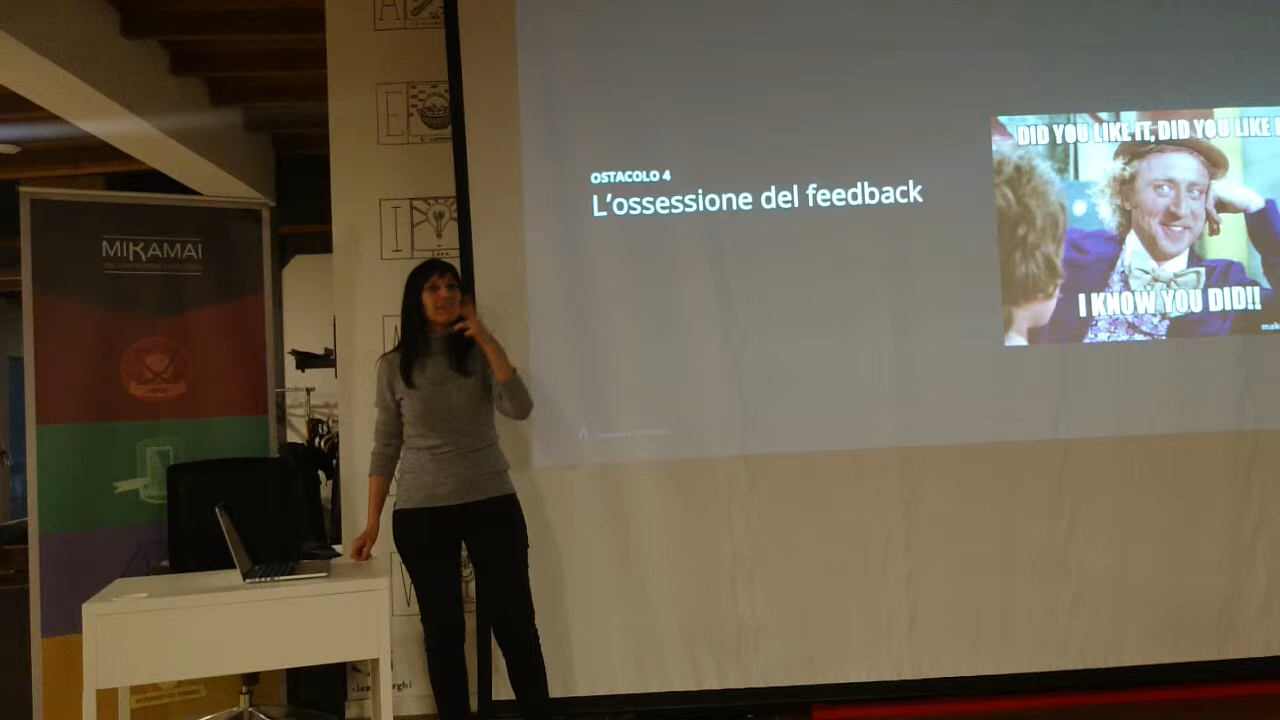 MIKAMAI
A
E
I
OSTACOLO 4
L'ossessione del feedback
DID YOU LIKE IT, DID YOU LIKE
I KNOW YOU DID!!